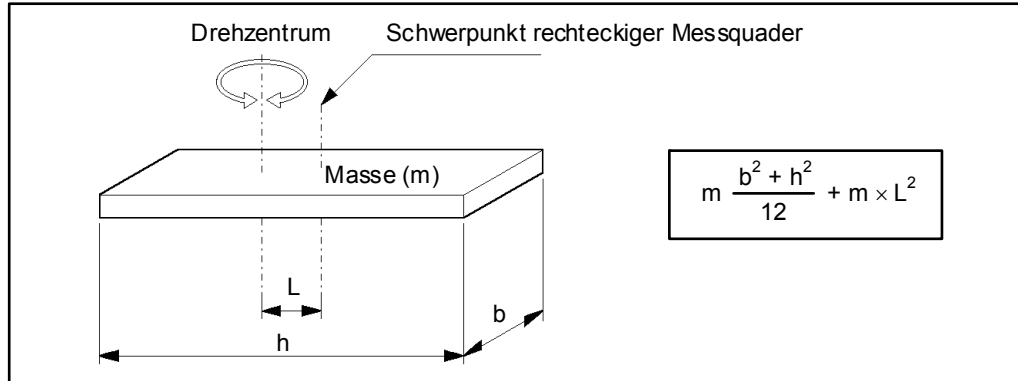 Drehzentrum
Schwerpunkt rechteckiger Messquader
Masse (m)
m (b² + h²)/12 + m × L²
L
b
h